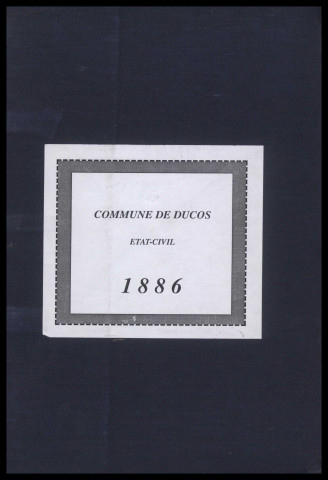 COMMUNE DE DUCOS
ETAT-CIVIL
1886